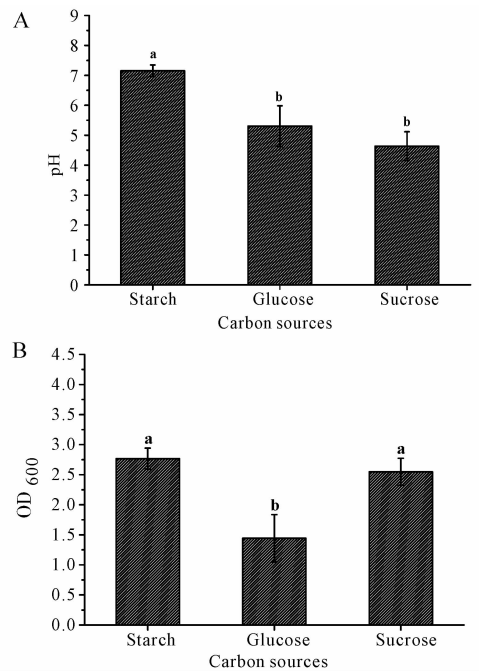 A
9
a
8
7
b
6
b
5
pH
4
3
2
1
0
Starch Glucose Sucrose
Carbon sources
B
4.5
4.0
3.5
a
a
3.0
2.5
b
OD 600
2.0
1.5
1.0
0.5
0.0
Starch Glucose Sucrose
Carbon sources